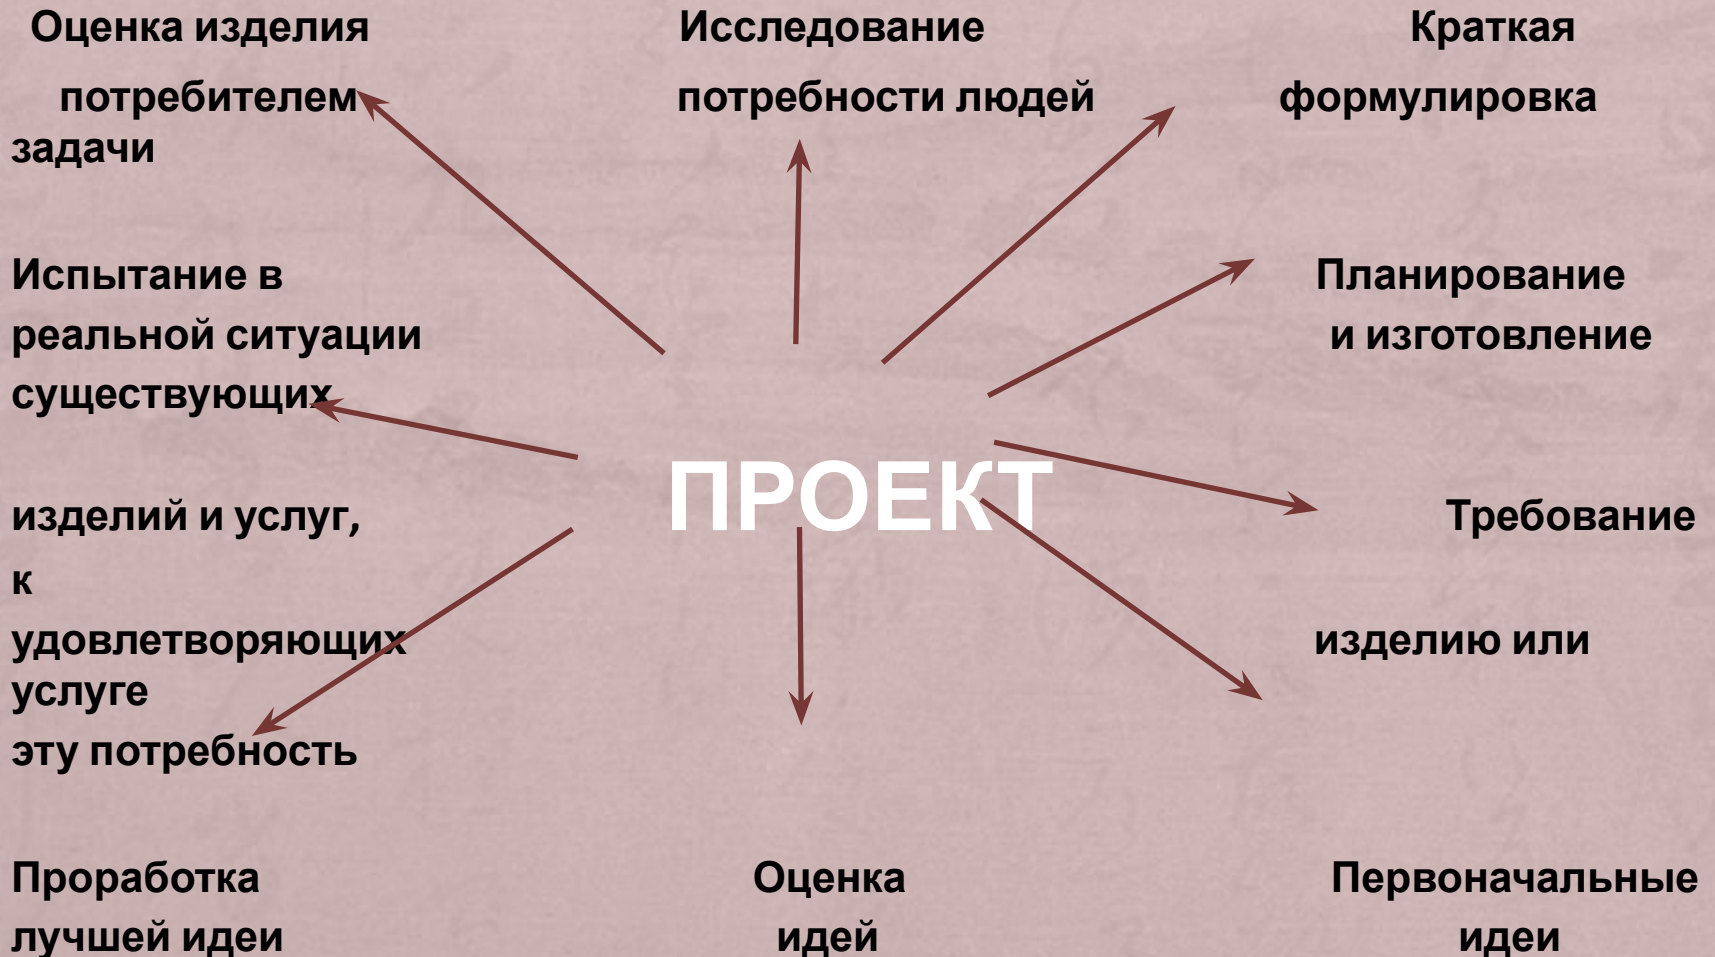 Оценка изделия Исследование Краткая
потребителем потребности людей формулировка
задачи
Испытание в Планирование
реальной ситуации и изготовление
существующих
ПРОЕКТ
изделий и услуг, Требование
к
удовлетворяющих изделию или
услуге
эту потребность
Проработка Оценка Первоначальные
лучшей идеи идей идеи